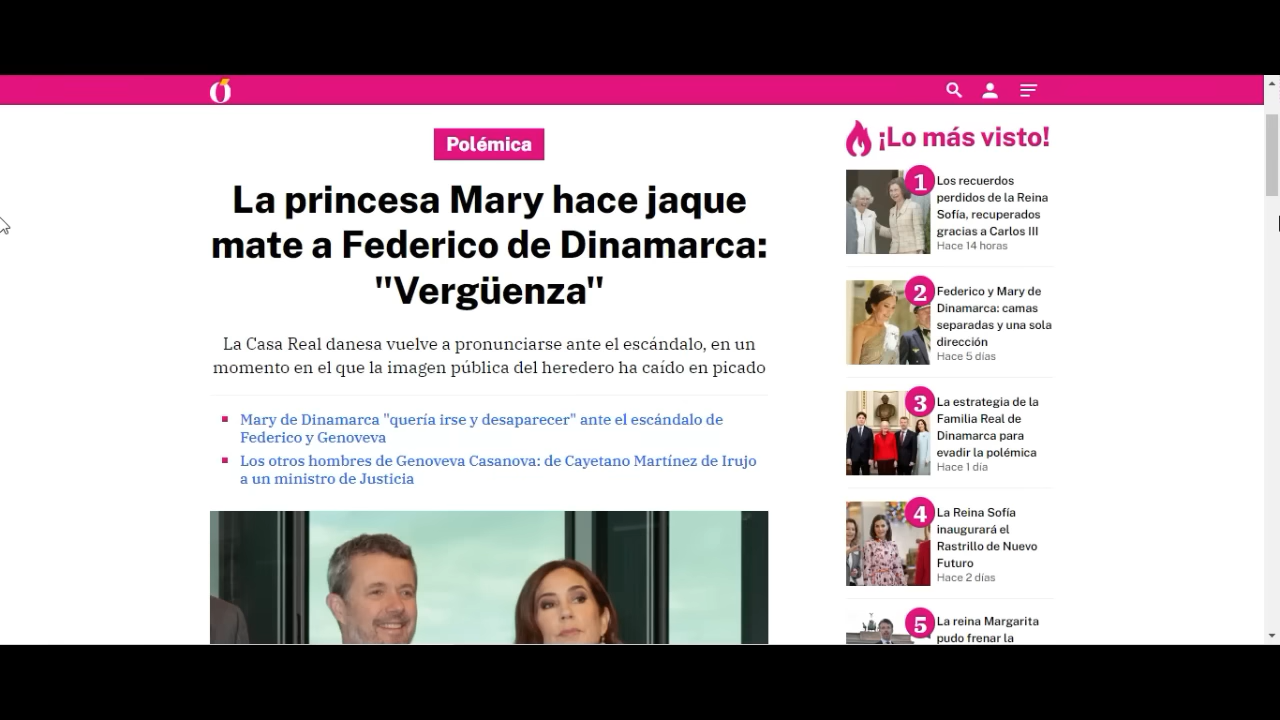 Ó
Polémica
La princesa Mary hace jaque
mate a Federico de Dinamarca:
"Vergüenza"
La Casa Real danesa vuelve a pronunciarse ante el escándalo, en un
momento en el que la imagen pública del heredero ha caído en picado
Mary de Dinamarca "quería irse y desaparecer" ante el escándalo de
Federico y Genoveva
Los otros hombres de Genoveva Casanova: de Cayetano Martínez de Irujo
a un ministro de Justicia
¡Lo más visto!
1
Los recuerdos
perdidos de la Reina
Sofía, recuperados
gracias a Carlos III
Hace 14 horas
2
Federico y Mary de
Dinamarca: camas
separadas y una sola
dirección
Hace 5 días
3
La estrategia de la
Familia Real de
Dinamarca para
evadir la polémica
Hace 1 día
4
La Reina Sofía
inaugurará el
Rastrillo de Nuevo
Futuro
Hace 2 días
5
La reina Margarita
pudo frenar la